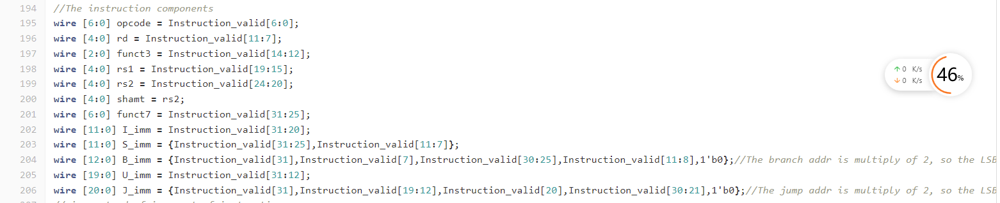 194 //The instruction components
195 wire [6:0] opcode = Instruction_valid[6:0];
196 wire [4:0] rd = Instruction_valid[11:7];
197 wire [2:0] funct3 = Instruction_valid[14:12];
198 wire [4:0] rs1 = Instruction_valid[19:15];
199 wire [4:0] rs2 = Instruction_valid[24:20];
200 wire [4:0] shamt = rs2;
201 wire [6:0] funct7 = Instruction_valid[31:25];
202 wire [11:0] I_imm = Instruction_valid[31:20];
203 wire [11:0] S_imm = {Instruction_valid[31:25],Instruction_valid[11:7]};
204 wire [12:0] B_imm = {Instruction_valid[31],Instruction_valid[7],Instruction_valid[30:25],Instruction_valid[11:8],1'b0};//The branch addr is multiply of 2, so the LSB
205 wire [19:0] U_imm = Instruction_valid[31:12];
206 wire [20:0] J_imm = {Instruction_valid[31],Instruction_valid[19:12],Instruction_valid[20],Instruction_valid[30:21],1'b0};//The jump addr is multiply of 2, so the LSB
↑ 0 K/s
↓ 0 K/s
46%